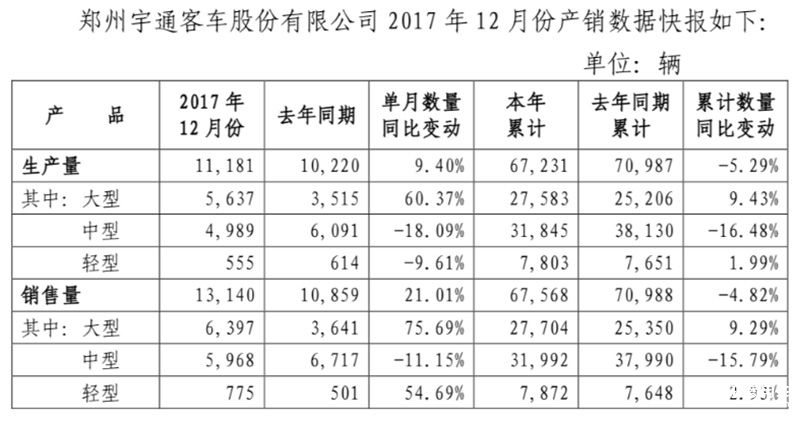 郑州宇通客车股份有限公司 2017 年 12 月份产销数据快报如下：
单位：辆
产 品 2017 年 12 月份 去年同期 单月数量同比变动 本年累计 去年同期累计 累计数量同比变动
生产量 11,181 10,220 9.40% 67,231 70,987 -5.29%
其中：大型 5,637 3,515 60.37% 27,583 25,206 9.43%
中型 4,989 6,091 -18.09% 31,845 38,130 -16.48%
轻型 555 614 -9.61% 7,803 7,651 1.99%
销售量 13,140 10,859 21.01% 67,568 70,988 -4.82%
其中：大型 6,397 3,641 75.69% 27,704 25,350 9.29%
中型 5,968 6,717 -11.15% 31,992 37,990 -15.79%
轻型 775 501 54.69% 7,872 7,648